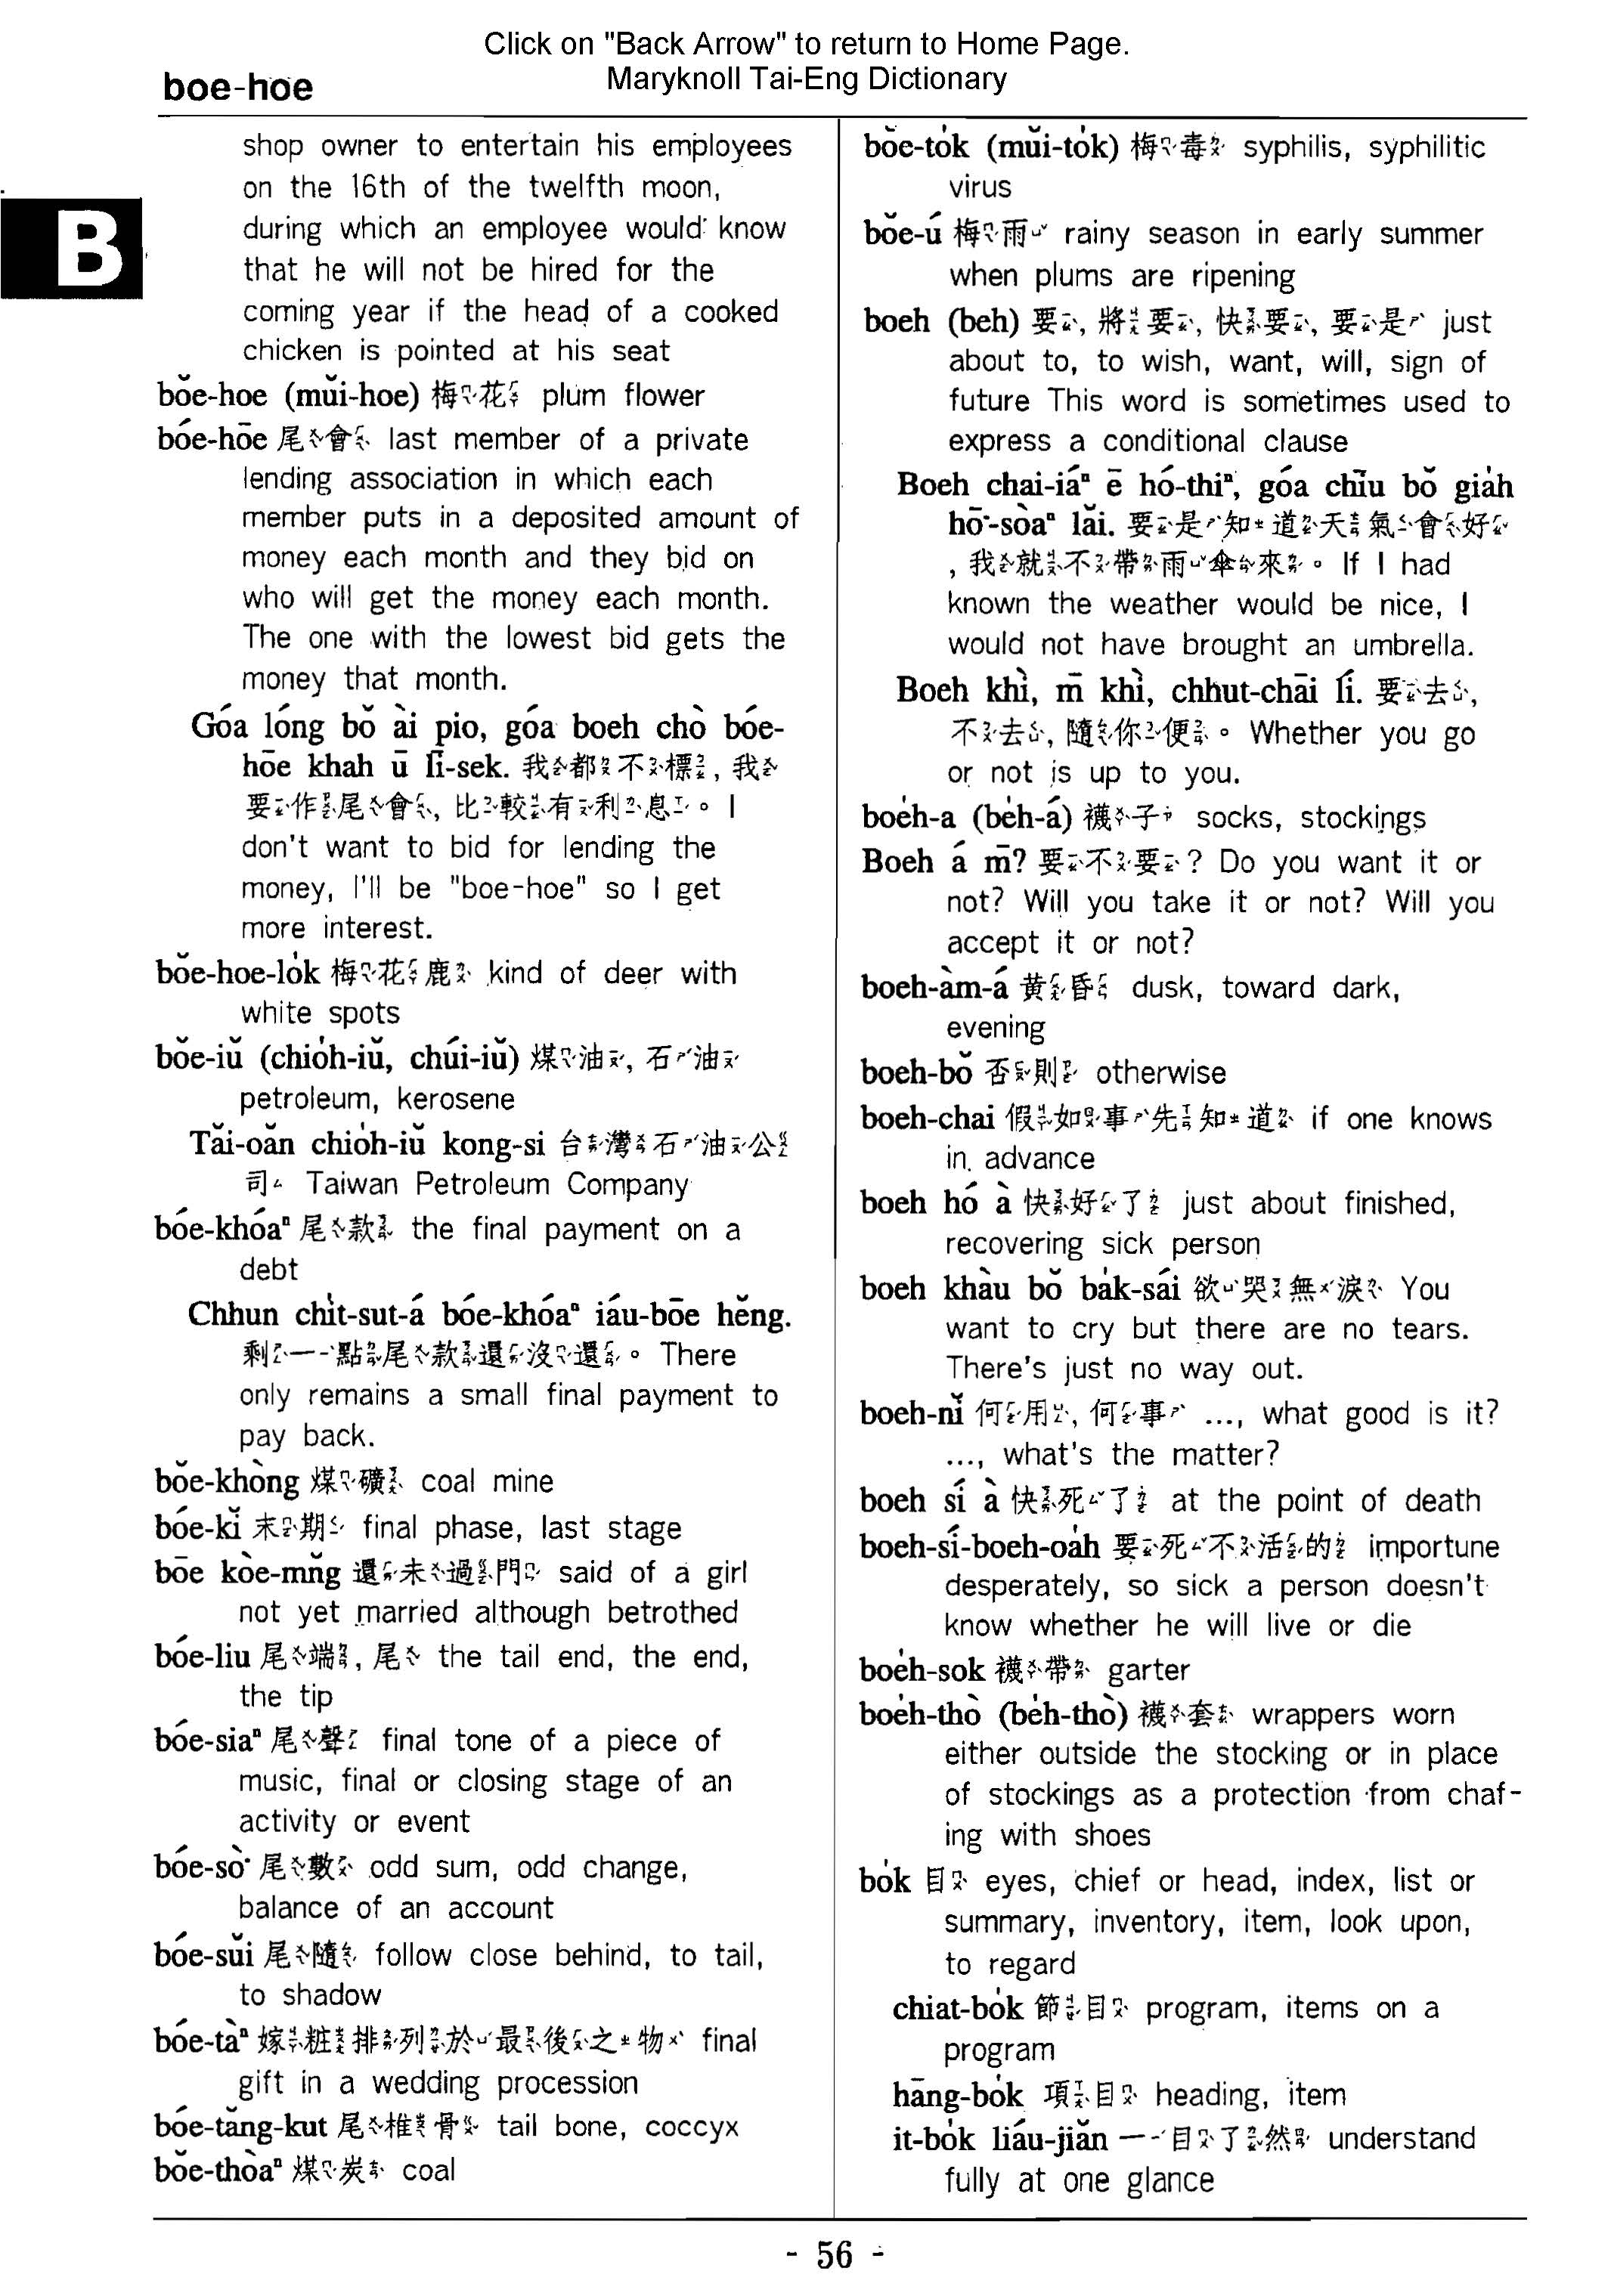 Click on "Back Arrow" to return to Home Page.
Maryknoll Tai-Eng Dictionary
boe-hoe
B
shop owner to entertain his employees
on the 16th of the twelfth moon,
during which an employee would know
that he will not be hired for the
coming year if the head of a cooked
chicken is pointed at his seat
bŏe-hoe (mŭi-hoe) 梅花 plum flower
bóe-hōe 尾會 last member of a private
lending association in which each
member puts in a deposited amount of
money each month and they bid on
who will get the money each month.
The one with the lowest bid gets the
money that month.
Góa lóng bŏ ài pio, góa boeh chò bóe-
hōe khah ū lī-sek. 我都不標, 我
要作尾會, 比較有利息。 I
don't want to bid for lending the
money, I'll be "boe-hoe" so I get
more interest.
bŏe-hoe-lo̍k 梅花鹿 kind of deer with
white spots
bŏe-iŭ (chio̍h-iŭ, chúi-iŭ) 煤油, 石油
petroleum, kerosene
Tăi-oăn chio̍h-iŭ kong-si 台灣石油公
司 Taiwan Petroleum Company
bóe-khóaⁿ 尾款 the final payment on a
debt
Chhun chi̍t-sut-á bóe-khóaⁿ iáu-bōe hĕng.
剩一點尾款還沒還。 There
only remains a small final payment to
pay back.
bŏe-khòng 煤礦 coal mine
bóe-kĭ 末期 final phase, last stage
bōe kòe-mn̆g 還未過門 said of a girl
not yet married although betrothed
bóe-liu 尾端, 尾 the tail end, the end,
the tip
bóe-siaⁿ 尾聲 final tone of a piece of
music, final or closing stage of an
activity or event
bóe-sò͘ 尾數 odd sum, odd change,
balance of an account
bóe-sŭi 尾隨 follow close behind, to tail,
to shadow
bóe-tàⁿ 嫁粧排列於最後之物 final
gift in a wedding procession
bóe-tăng-kut 尾椎骨 tail bone, coccyx
bŏe-thòaⁿ 煤炭 coal
bŏe-to̍k (mŭi-to̍k) 梅毒 syphilis, syphilitic
virus
bŏe-ú 梅雨 rainy season in early summer
when plums are ripening
boeh (beh) 要, 將要, 快要, 要是 just
about to, to wish, want, will, sign of
future This word is sometimes used to
express a conditional clause
Boeh chai-iáⁿ ē hó-thiⁿ, góa chīu bŏ gia̍h
hō͘-sòaⁿ lăi. 要是知道天氣會好
, 我就不帶雨傘來。 If I had
known the weather would be nice, I
would not have brought an umbrella.
Boeh khì, m̄ khì, chhut-chāi lí. 要去,
不去, 隨你便。 Whether you go
or not is up to you.
boe̍h-a (be̍h-á) 襪子 socks, stockings
Boeh á m̄? 要不要? Do you want it or
not? Will you take it or not? Will you
accept it or not?
boeh-àm-á 黃昏 dusk, toward dark,
evening
boeh-bŏ 否則 otherwise
boeh-chai 假如事先知道 if one knows
in advance
boeh hó à 快好了 just about finished,
recovering sick person
boeh khàu bŏ ba̍k-sái 欲哭無淚 You
want to cry but there are no tears.
There's just no way out.
boeh-nĭ 何用, 何事 ..., what good is it?
..., what's the matter?
boeh sí à 快死了 at the point of death
boeh-sí-boeh-oa̍h 要死不活的 importune
desperately, so sick a person doesn't
know whether he will live or die
boe̍h-sok 襪帶 garter
boe̍h-thò (be̍h-thò) 襪套 wrappers worn
either outside the stocking or in place
of stockings as a protection from chaf-
ing with shoes
bo̍k 目 eyes, chief or head, index, list or
summary, inventory, item, look upon,
to regard
chiat-bo̍k 節目 program, items on a
program
hāng-bo̍k 項目 heading, item
it-bo̍k liáu-jiăn 一目了然 understand
fully at one glance
- 56 -